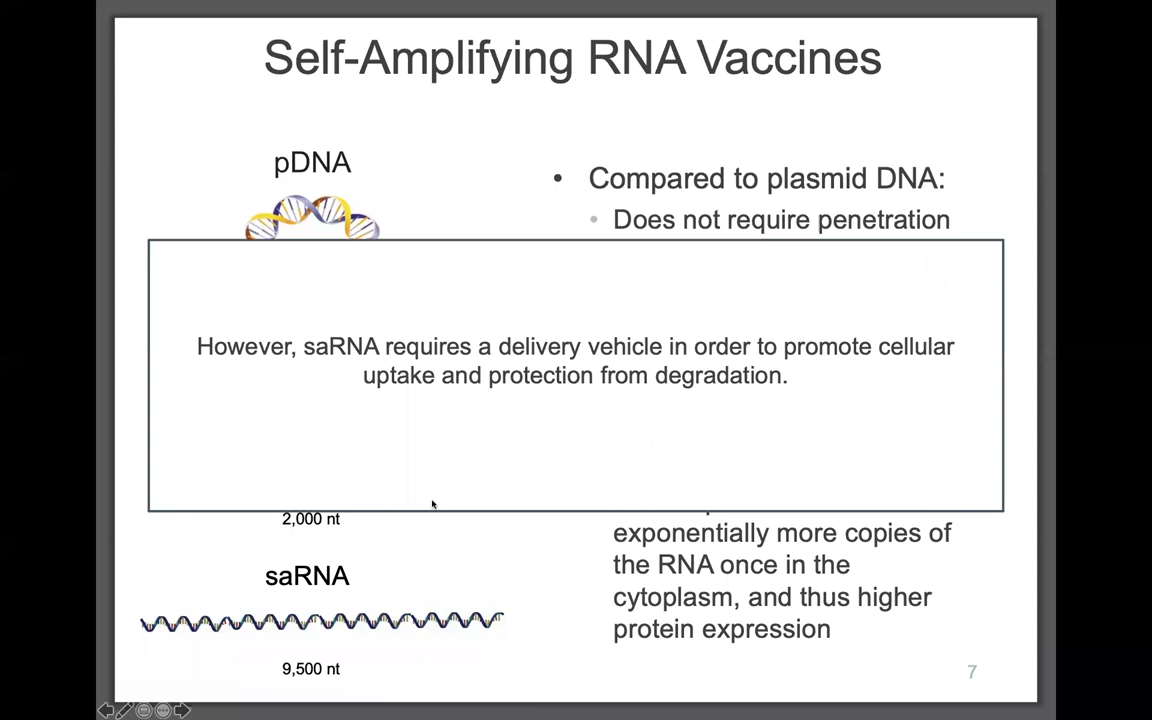 Self-Amplifying RNA Vaccines
pDNA
• Compared to plasmid DNA:
• Does not require penetration
However, saRNA requires a delivery vehicle in order to promote cellular
uptake and protection from degradation.
2,000 nt
exponentially more copies of
the RNA once in the
cytoplasm, and thus higher
protein expression
saRNA
9,500 nt
7